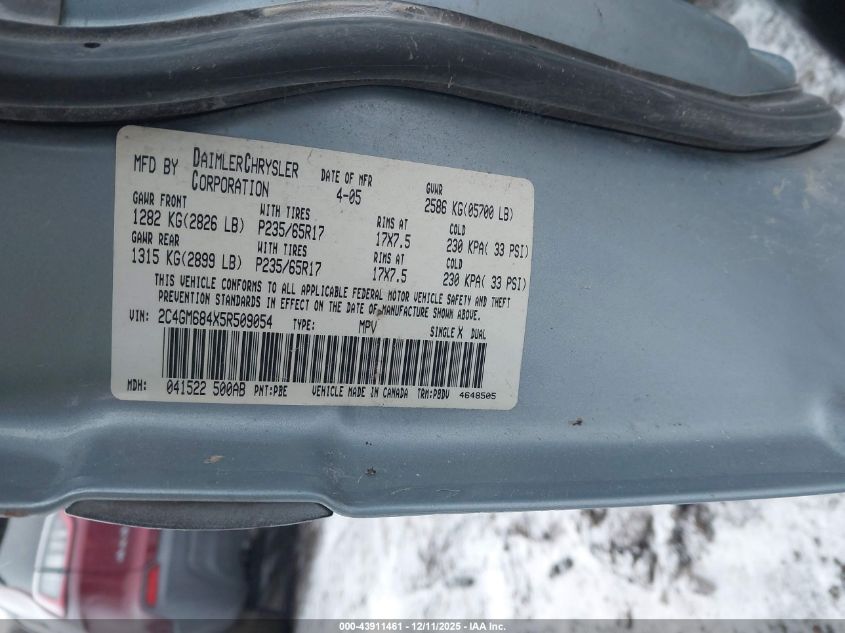 MFD BY DAIMLERCHRYSLER CORPORATION
DATE OF MFR 4-05
GVWR 2586 KG(05700 LB)
GAWR FRONT WITH TIRES RIMS AT COLD
1282 KG(2826 LB) P235/65R17 17X7.5 230 KPA( 33 PSI)
GAWR REAR WITH TIRES RIMS AT COLD
1315 KG(2899 LB) P235/65R17 17X7.5 230 KPA( 33 PSI)
THIS VEHICLE CONFORMS TO ALL APPLICABLE FEDERAL MOTOR VEHICLE SAFETY AND THEFT
PREVENTION STANDARDS IN EFFECT ON THE DATE OF MANUFACTURE SHOWN ABOVE.
VIN: 2C4GM684X5R509054 TYPE: MPV SINGLE X DUAL
MDH: 041522 500AB PNT:PBE VEHICLE MADE IN CANADA TRM:P8DV 4648505
000-43911461 - 12/11/2025 - IAA Inc.